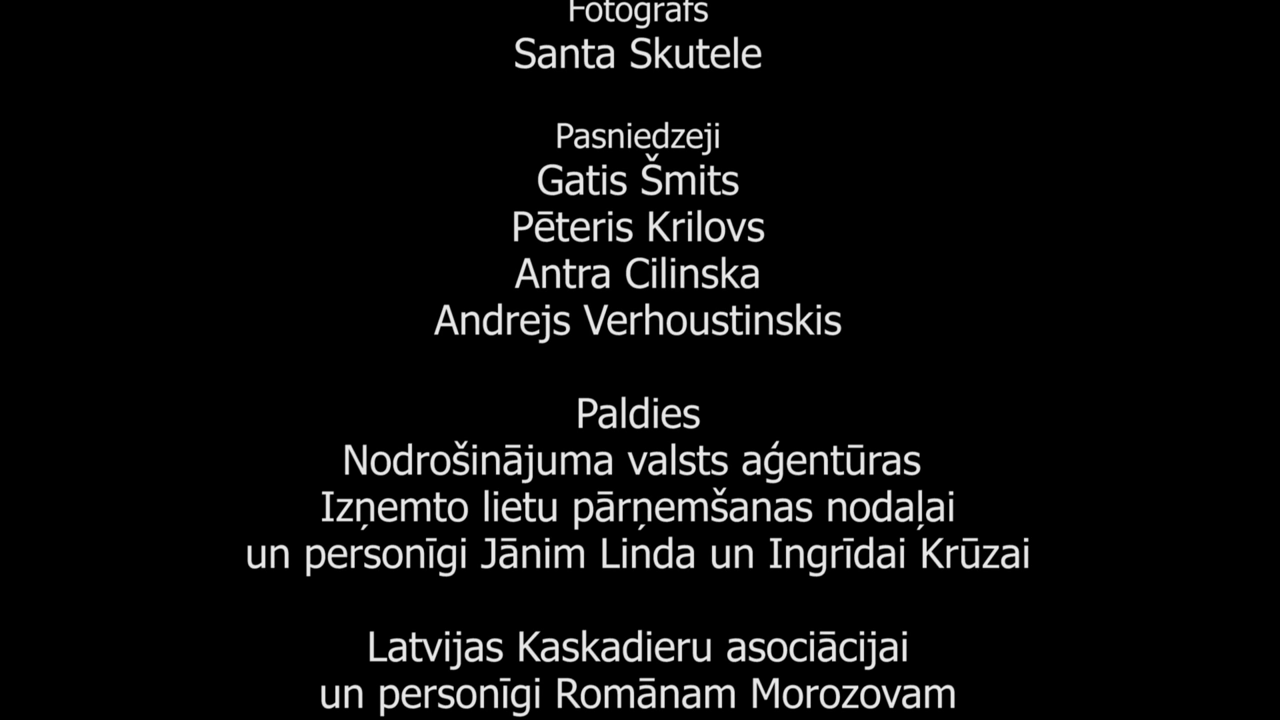 Fotogrāfs
Santa Skutele
Pasniedzeji
Gatis Šmits
Pēteris Krilovs
Antra Cilinska
Andrejs Verhoustinskis
Paldies
Nodrošinājuma valsts aģentūras
Izņemto lietu pārņemšanas nodaļai
un personīgi Jānim Linda un Ingrīdai Krūzai
Latvijas Kaskadieru asociācijai
un personīgi Romānam Morozovam